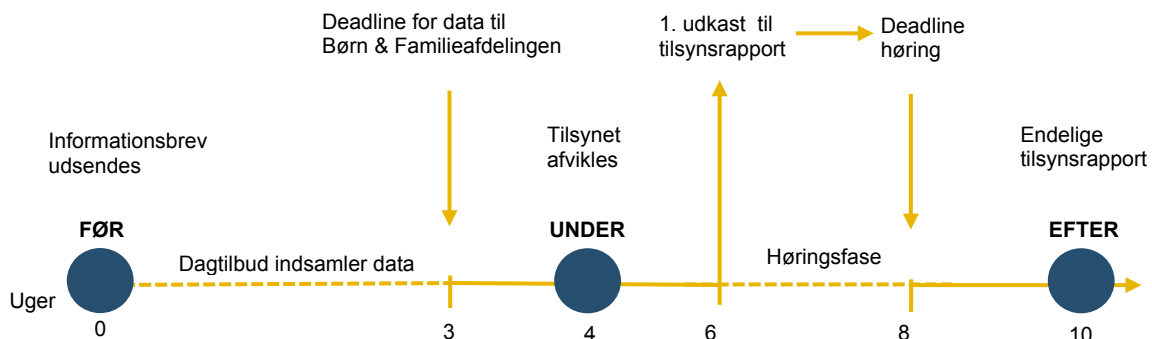 Deadline for data til
Børn & Familieafdelingen
1. udkast til
tilsynsrapport
Deadline
høring
Informationsbrev
udsendes
Tilsynet
afvikles
Endelige
tilsynsrapport
FØR
UNDER
EFTER
Dagtilbud indsamler data
Høringsfase
Uger
0
3
4
6
8
10